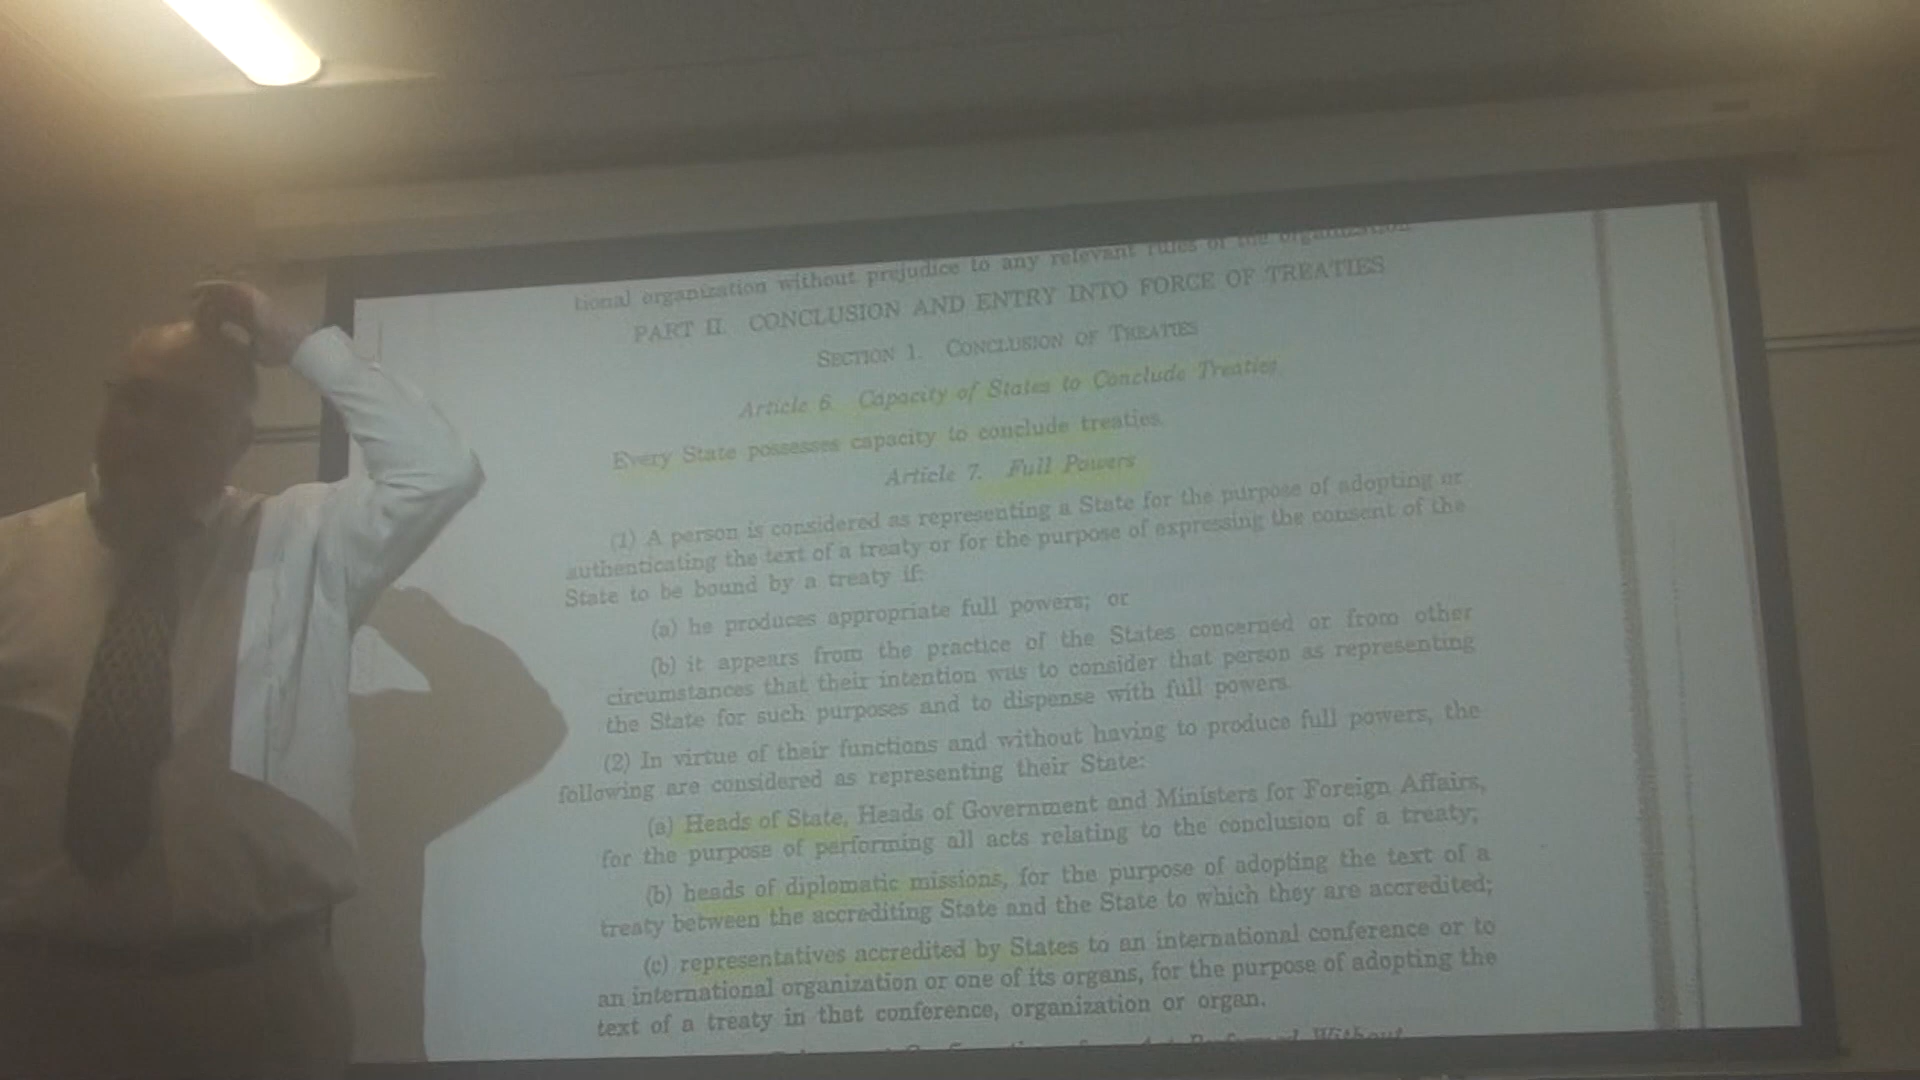 tional organization without prejudice to any relevant rules of the organization.
PART II. CONCLUSION AND ENTRY INTO FORCE OF TREATIES
SECTION 1. CONCLUSION OF TREATIES
Article 6. Capacity of States to Conclude Treaties
Every State possesses capacity to conclude treaties.
Article 7. Full Powers
(1) A person is considered as representing a State for the purpose of adopting or
authenticating the text of a treaty or for the purpose of expressing the consent of the
State to be bound by a treaty if:
(a) he produces appropriate full powers; or
(b) it appears from the practice of the States concerned or from other
circumstances that their intention was to consider that person as representing
the State for such purposes and to dispense with full powers.
(2) In virtue of their functions and without having to produce full powers, the
following are considered as representing their State:
(a) Heads of State, Heads of Government and Ministers for Foreign Affairs,
for the purpose of performing all acts relating to the conclusion of a treaty;
(b) heads of diplomatic missions, for the purpose of adopting the text of a
treaty between the accrediting State and the State to which they are accredited;
(c) representatives accredited by States to an international conference or to
an international organization or one of its organs, for the purpose of adopting the
text of a treaty in that conference, organization or organ.
Without